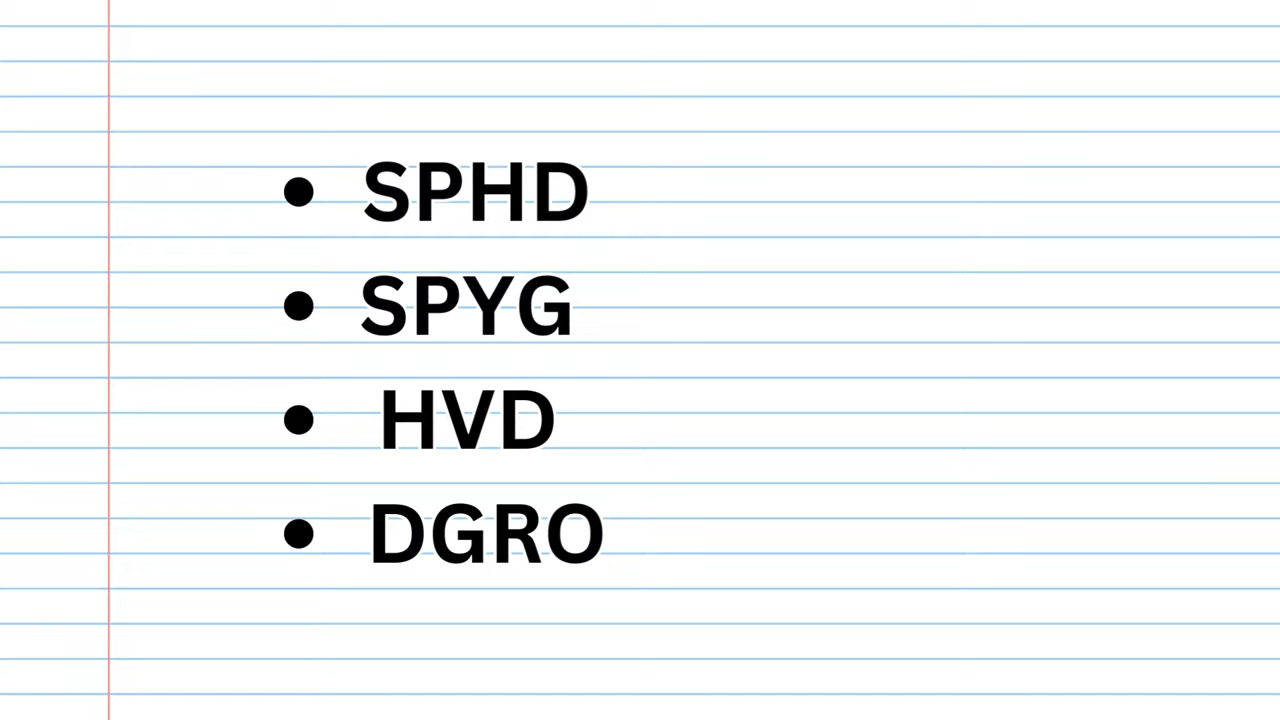 • SPHD
• SPYG
• HVD
• DGRO